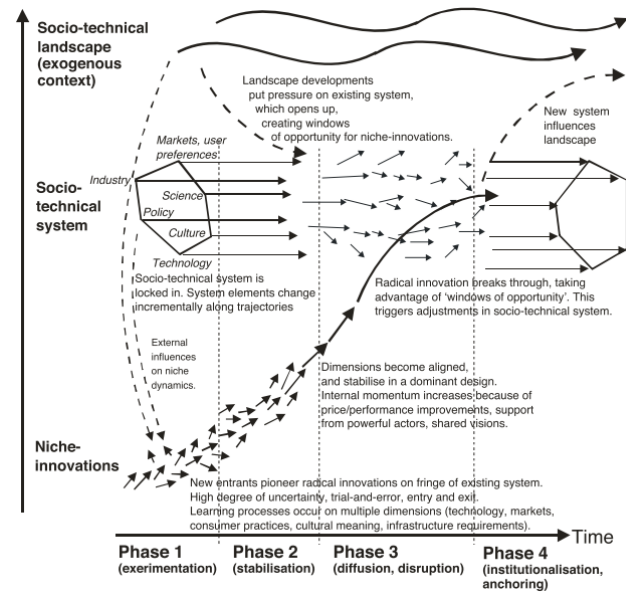 Socio-technical
landscape
(exogenous
context)
Landscape developments
put pressure on existing system,
which opens up,
creating windows
of opportunity for niche-innovations.
New system
influences
landscape
Markets, user
preferences
Industry
Science
Policy
Culture
Technology
Socio-
technical
system
Socio-technical system is
locked in. System elements change
incrementally along trajectories
Radical innovation breaks through, taking
advantage of ‘windows of opportunity’. This
triggers adjustments in socio-technical system.
External
influences
on niche
dynamics.
Dimensions become aligned,
and stabilise in a dominant design.
Internal momentum increases because of
price/performance improvements, support
from powerful actors, shared visions.
Niche-
innovations
New entrants pioneer radical innovations on fringe of existing system.
High degree of uncertainty, trial-and-error, entry and exit.
Learning processes occur on multiple dimensions (technology, markets,
consumer practices, cultural meaning, infrastructure requirements).
Time
Phase 1
(exerimentation)
Phase 2
(stabilisation)
Phase 3
(diffusion, disruption)
Phase 4
(institutionalisation,
anchoring)